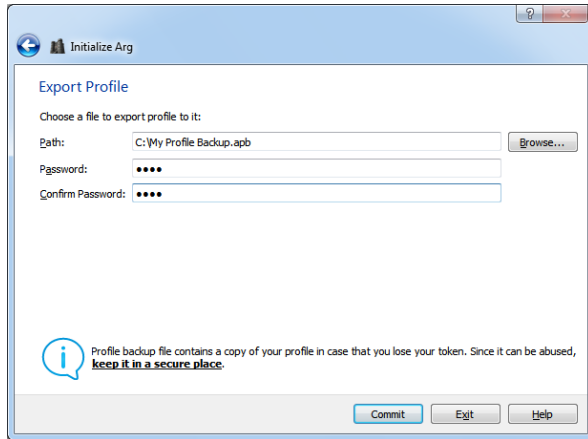 Initialize Arg
Export Profile
Choose a file to export profile to it:
Path: C:\My Profile Backup.apb Browse...
Password: ••••
Confirm Password: ••••
Profile backup file contains a copy of your profile in case that you lose your token. Since it can be abused,
keep it in a secure place.
Commit Exit Help